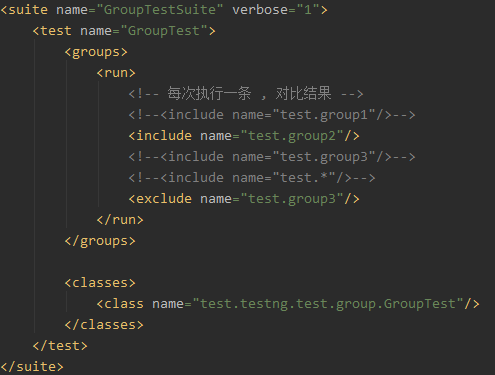 <suite name="GroupTestSuite" verbose="1">
<test name="GroupTest">
<groups>
<run>
<!-- 每次执行一条 , 对比结果 -->
<!--<include name="test.group1"/>-->
<include name="test.group2"/>
<!--<include name="test.group3"/>-->
<!--<include name="test.*"/>-->
<exclude name="test.group3"/>
</run>
</groups>
<classes>
<class name="test.testng.test.group.GroupTest"/>
</classes>
</test>
</suite>